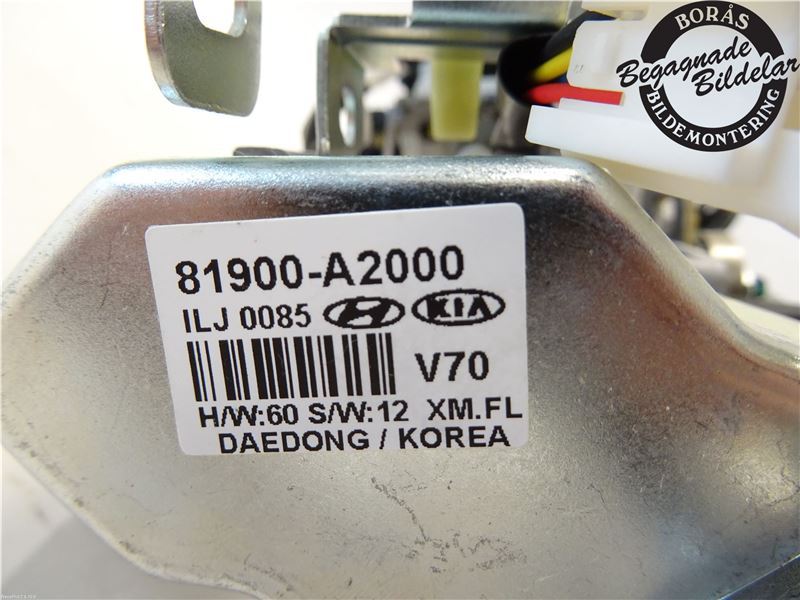 BORÅS
Begagnade
Bildelar
BILDEMONTERING
81900-A2000
ILJ 0085 H KIA
V70
H/W:60 S/W:12 XM.FL
DAEDONG / KOREA